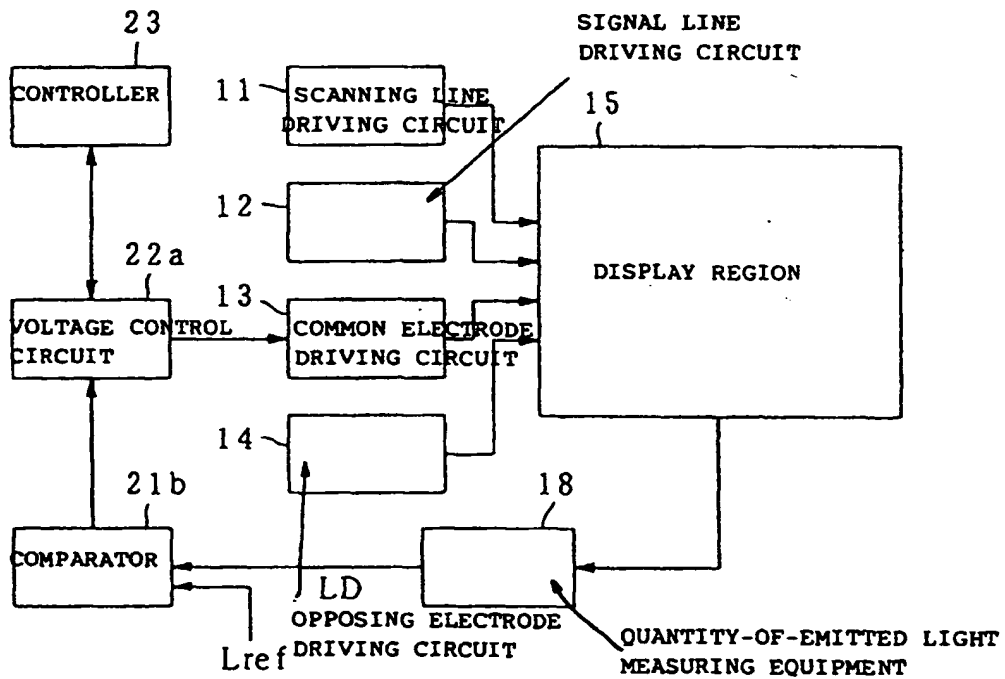 SIGNAL LINE
DRIVING CIRCUIT
23
CONTROLLER
11
SCANNING LINE
DRIVING CIRCUIT
15
12
DISPLAY REGION
22a
VOLTAGE CONTROL
CIRCUIT
13
COMMON ELECTRODE
DRIVING CIRCUIT
14
21b
COMPARATOR
18
LD
OPPOSING ELECTRODE
DRIVING CIRCUIT
Lref
QUANTITY-OF-EMITTED LIGHT
MEASURING EQUIPMENT